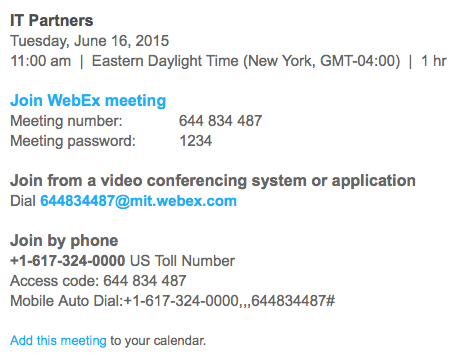 IT Partners
Tuesday, June 16, 2015
11:00 am | Eastern Daylight Time (New York, GMT-04:00) | 1 hr
Join WebEx meeting
Meeting number: 644 834 487
Meeting password: 1234
Join from a video conferencing system or application
Dial 644834487@mit.webex.com
Join by phone
+1-617-324-0000 US Toll Number
Access code: 644 834 487
Mobile Auto Dial:+1-617-324-0000,,,644834487#
Add this meeting to your calendar.